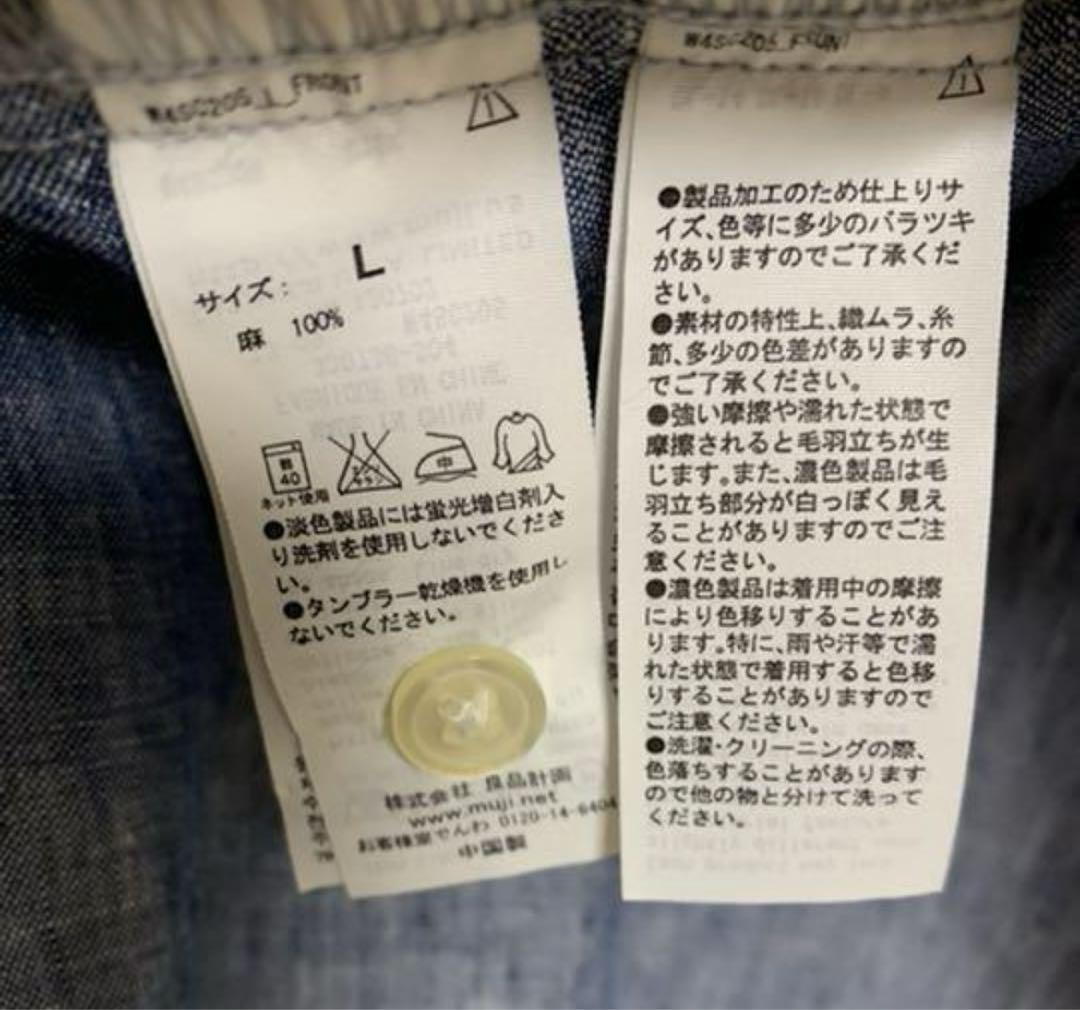 W4SC205_1_FRONT
サイズ: L
麻 100%
弱
40
中
ネット使用
●淡色製品には蛍光増白剤入
り洗剤を使用しないでくださ
い。
●タンブラー乾燥機を使用し
ないでください。
株式会社 良品計画
www.muji.net
お客様室でんわ 0120-14-6404
中国製
●製品加工のため仕上りサ
イズ、色等に多少のバラツキ
がありますのでご了承くだ
さい。
●素材の特性上、織ムラ、糸
節、多少の色差がありますの
でご了承ください。
●強い摩擦や濡れた状態で
摩擦されると毛羽立ちが生
じます。また、濃色製品は毛
羽立ち部分が白っぽく見え
ることがありますのでご注
意ください。
●濃色製品は着用中の摩擦
により色移りすることがあ
ります。特に、雨や汗等で濡
れた状態で着用すると色移
りすることがありますので
ご注意ください。
●洗濯・クリーニングの際、
色落ちすることがあります
ので他の物と分けて洗って
ください。